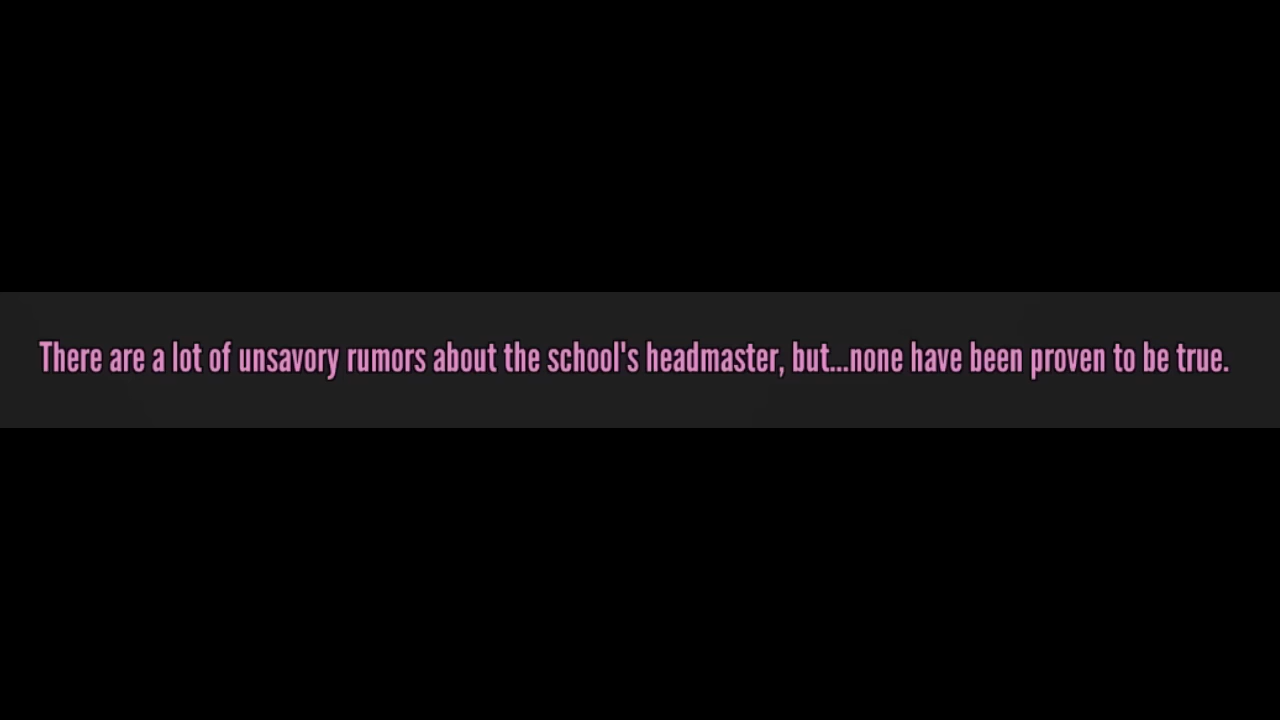 There are a lot of unsavory rumors about the school's headmaster, but...none have been proven to be true.